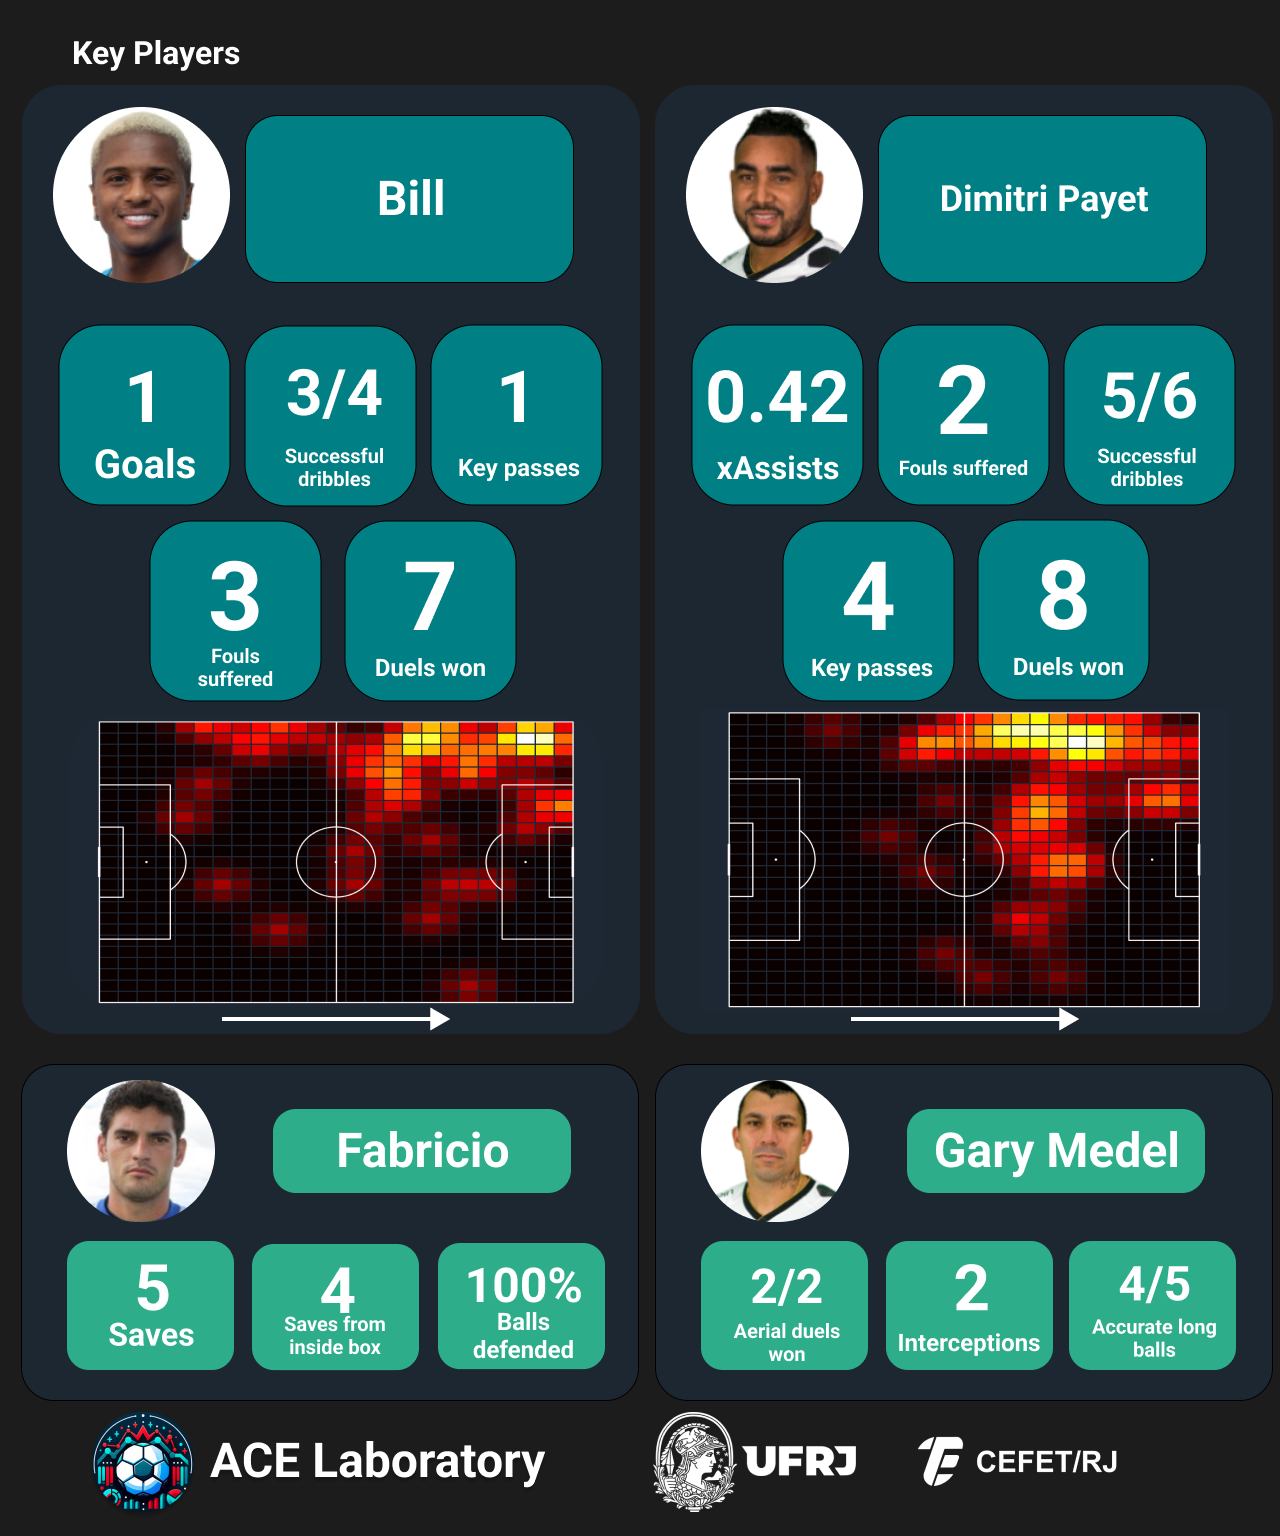 Key Players
Bill
1
Goals
3/4
Successful
dribbles
1
Key passes
3
Fouls
suffered
7
Duels won
Dimitri Payet
0.42
xAssists
2
Fouls suffered
5/6
Successful
dribbles
4
Key passes
8
Duels won
Fabricio
5
Saves
4
Saves from
inside box
100%
Balls
defended
Gary Medel
2/2
Aerial duels
won
2
Interceptions
4/5
Accurate long
balls
ACE Laboratory
UFRJ
CEFET/RJ